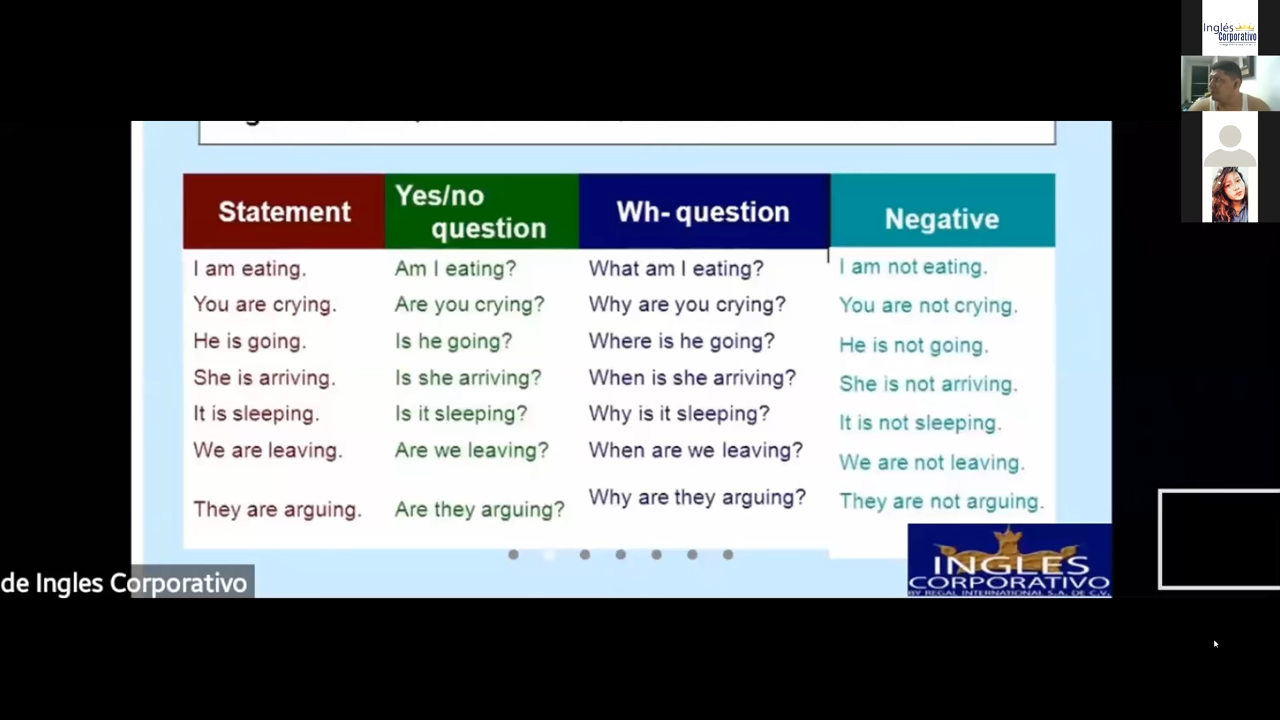 Inglés
Corporativo
Statement
Yes/no
question
Wh- question
Negative
I am eating.
Am I eating?
What am I eating?
I am not eating.
You are crying.
Are you crying?
Why are you crying?
You are not crying.
He is going.
Is he going?
Where is he going?
He is not going.
She is arriving.
Is she arriving?
When is she arriving?
She is not arriving.
It is sleeping.
Is it sleeping?
Why is it sleeping?
It is not sleeping.
We are leaving.
Are we leaving?
When are we leaving?
We are not leaving.
They are arguing.
Are they arguing?
Why are they arguing?
They are not arguing.
de Ingles Corporativo
INGLES
CORPORATIVO
BY REGAL INTERNATIONAL S.A. DE C.V.